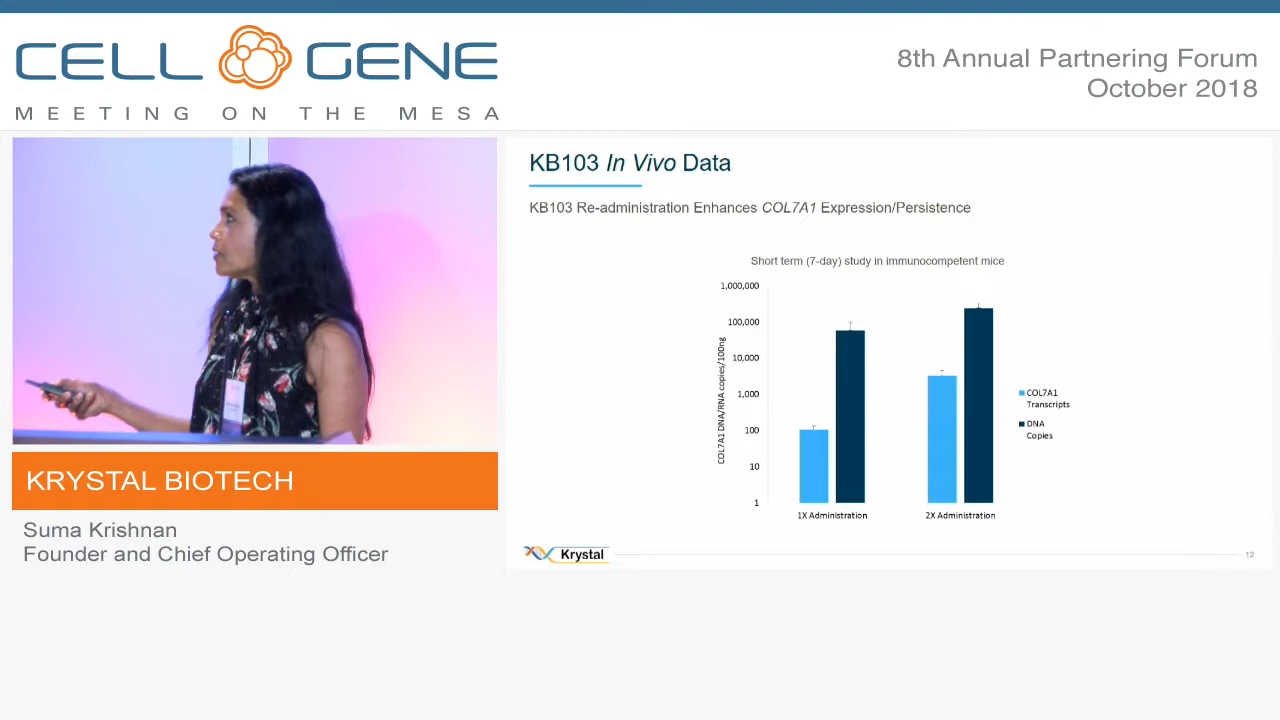 CELL GENE
MEETING ON THE MESA
8th Annual Partnering Forum
October 2018
KB103 In Vivo Data
KB103 Re-administration Enhances COL7A1 Expression/Persistence
Short term (7-day) study in immunocompetent mice
COL7A1 DNA/RNA copies/100ng
1,000,000
100,000
10,000
1,000
100
10
1
1X Administration
2X Administration
COL7A1
Transcripts
DNA
Copies
Krystal
12
KRYSTAL BIOTECH
Suma Krishnan
Founder and Chief Operating Officer